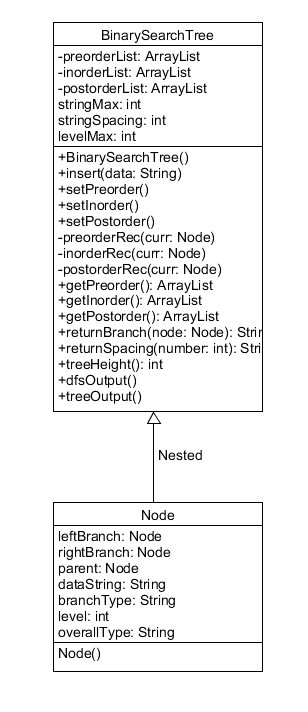 BinarySearchTree
-preorderList: ArrayList
-inorderList: ArrayList
-postorderList: ArrayList
stringMax: int
stringSpacing: int
levelMax: int
+BinarySearchTree()
+insert(data: String)
+setPreorder()
+setInorder()
+setPostorder()
-preorderRec(curr: Node)
-inorderRec(curr: Node)
-postorderRec(curr: Node)
+getPreorder(): ArrayList
+getInorder(): ArrayList
+getPostorder(): ArrayList
+returnBranch(node: Node): Strin
+returnSpacing(number: int): Stri
+treeHeight(): int
+dfsOutput()
+treeOutput()
Nested
Node
leftBranch: Node
rightBranch: Node
parent: Node
dataString: String
branchType: String
level: int
overallType: String
Node()